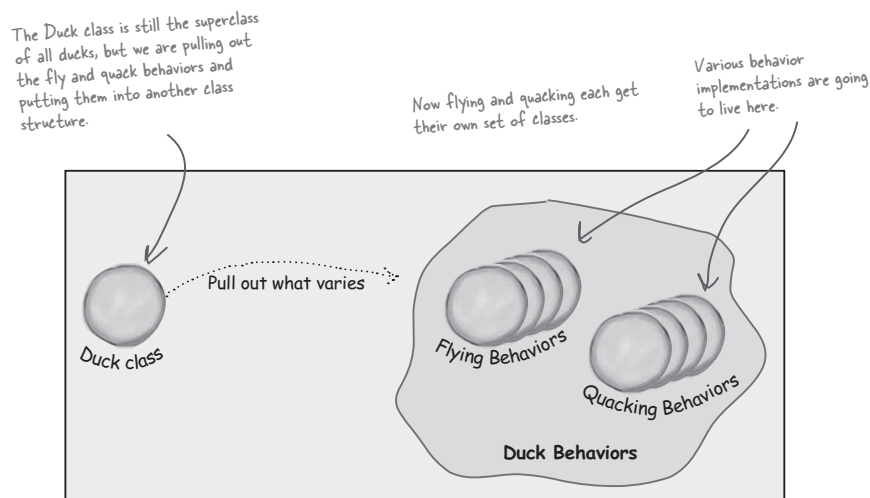 The Duck class is still the superclass
of all ducks, but we are pulling out
the fly and quack behaviors and
putting them into another class
structure.
Now flying and quacking each get
their own set of classes.
Various behavior
implementations are going
to live here.
Pull out what varies
Duck class
Flying Behaviors
Quacking Behaviors
Duck Behaviors